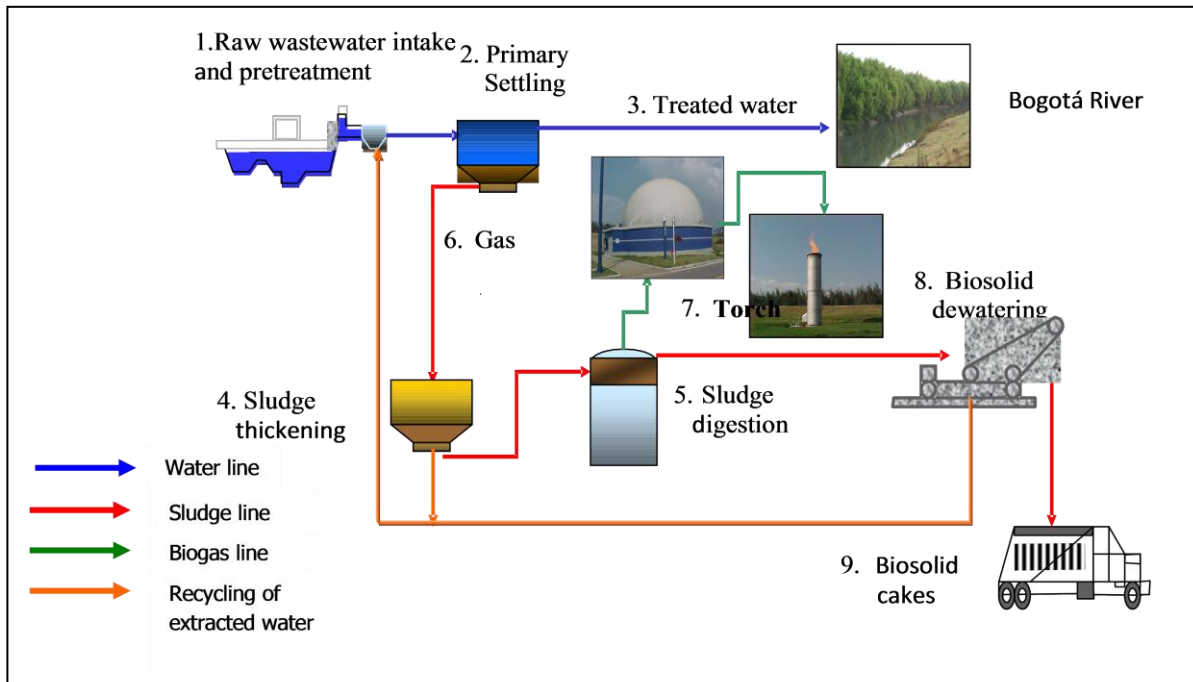 1.Raw wastewater intake
and pretreatment
2. Primary
Settling
3. Treated water
Bogotá River
6. Gas
7. Torch
8. Biosolid
dewatering
4. Sludge
thickening
5. Sludge
digestion
Water line
Sludge line
Biogas line
Recycling of
extracted water
9. Biosolid
cakes